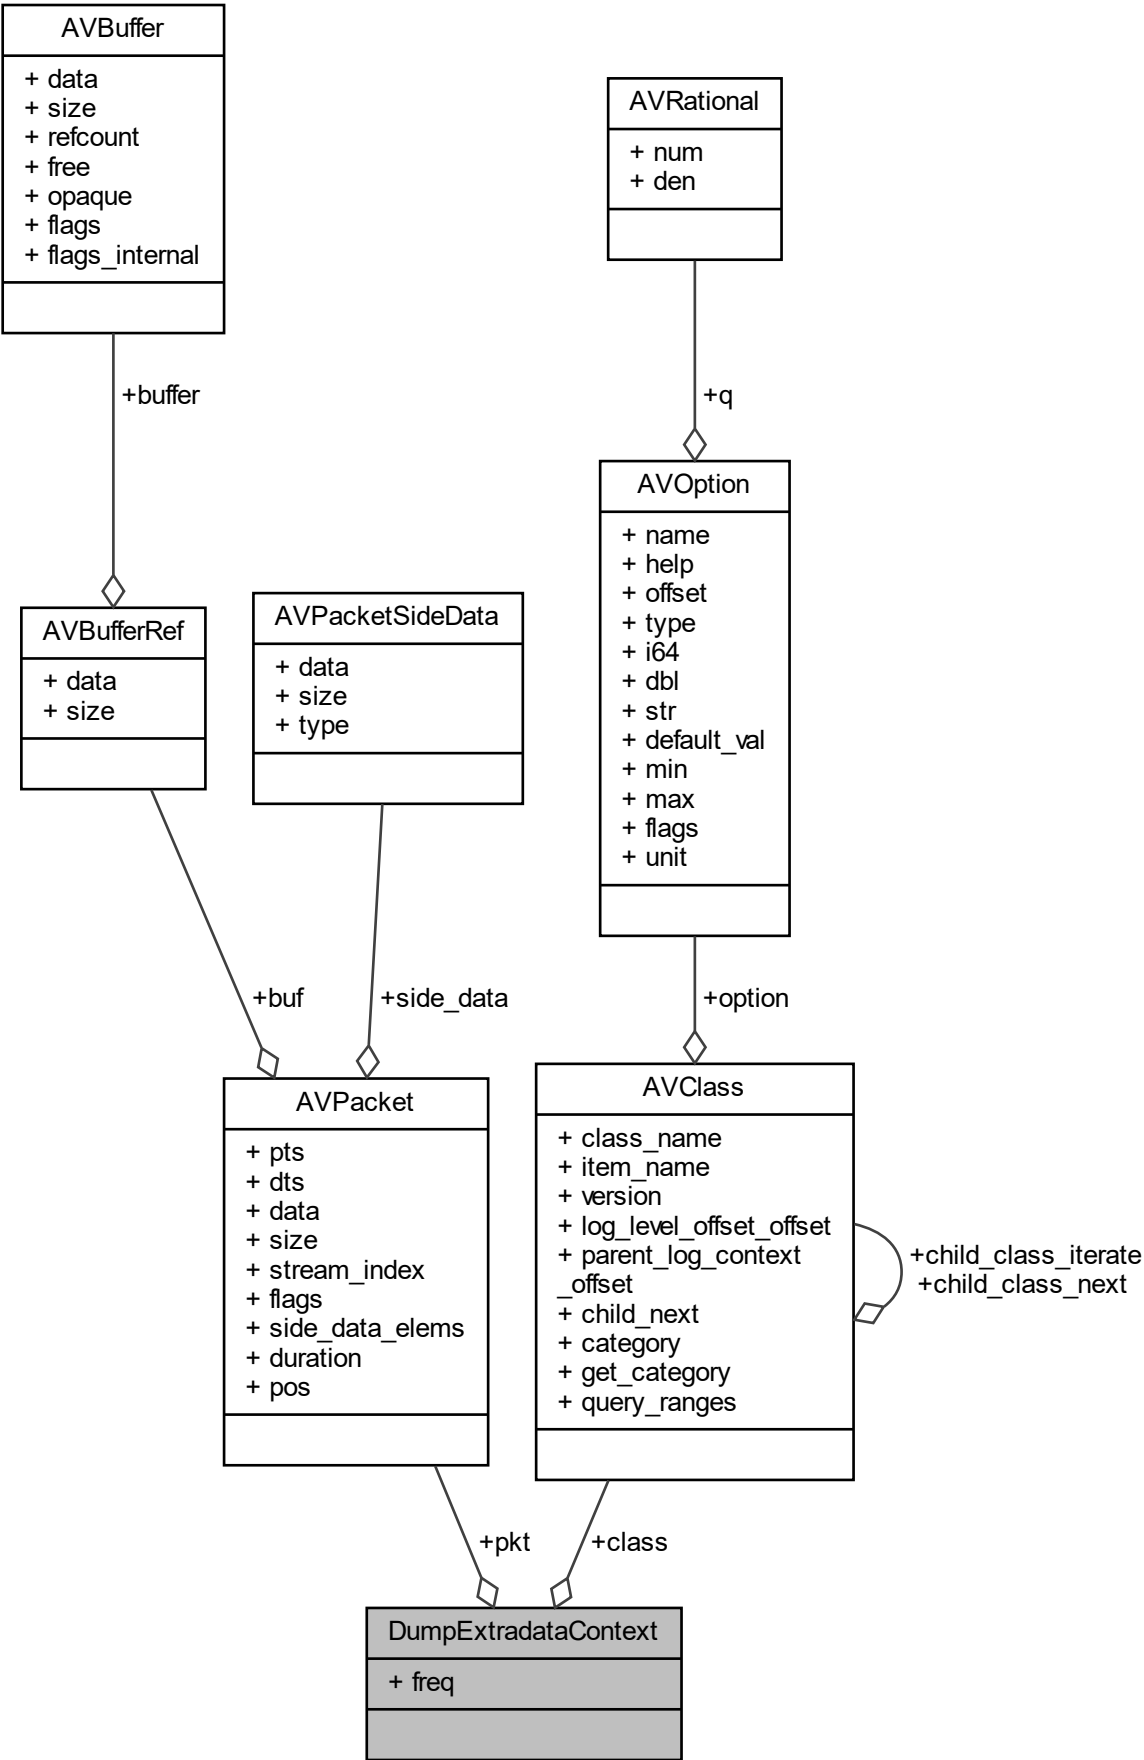 AVBuffer
+ data
+ size
+ refcount
+ free
+ opaque
+ flags
+ flags_internal
AVRational
+ num
+ den
+buffer
+q
AVOption
+ name
+ help
+ offset
+ type
+ i64
+ dbl
+ str
+ default_val
+ min
+ max
+ flags
+ unit
AVBufferRef
+ data
+ size
AVPacketSideData
+ data
+ size
+ type
+buf
+side_data
+option
AVPacket
+ pts
+ dts
+ data
+ size
+ stream_index
+ flags
+ side_data_elems
+ duration
+ pos
AVClass
+ class_name
+ item_name
+ version
+ log_level_offset_offset
+ parent_log_context
_offset
+ child_next
+ category
+ get_category
+ query_ranges
+child_class_iterate
+child_class_next
+pkt
+class
DumpExtradataContext
+ freq